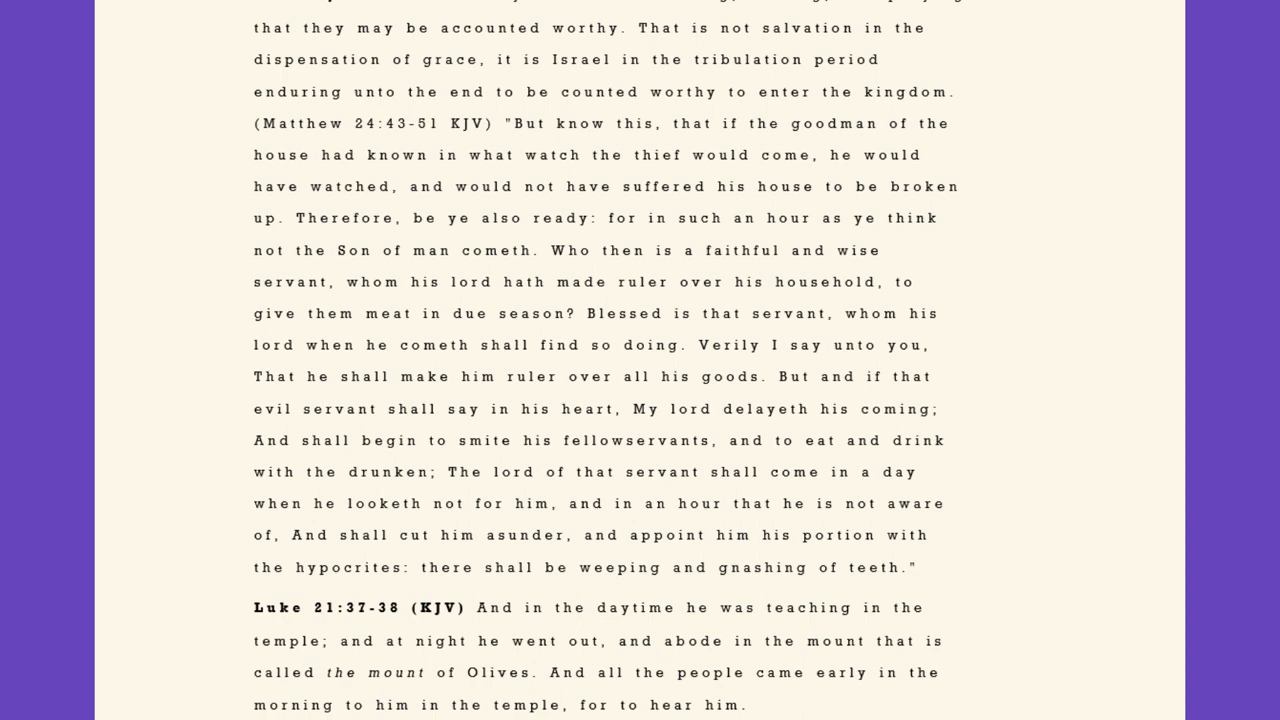 that they may be accounted worthy. That is not salvation in the
dispensation of grace, it is Israel in the tribulation period
enduring unto the end to be counted worthy to enter the kingdom.
(Matthew 24:43-51 KJV) "But know this, that if the goodman of the
house had known in what watch the thief would come, he would
have watched, and would not have suffered his house to be broken
up. Therefore, be ye also ready: for in such an hour as ye think
not the Son of man cometh. Who then is a faithful and wise
servant, whom his lord hath made ruler over his household, to
give them meat in due season? Blessed is that servant, whom his
lord when he cometh shall find so doing. Verily I say unto you,
That he shall make him ruler over all his goods. But and if that
evil servant shall say in his heart, My lord delayeth his coming;
And shall begin to smite his fellowservants, and to eat and drink
with the drunken; The lord of that servant shall come in a day
when he looketh not for him, and in an hour that he is not aware
of, And shall cut him asunder, and appoint him his portion with
the hypocrites: there shall be weeping and gnashing of teeth."
Luke 21:37-38 (KJV) And in the daytime he was teaching in the
temple; and at night he went out, and abode in the mount that is
called the mount of Olives. And all the people came early in the
morning to him in the temple, for to hear him.